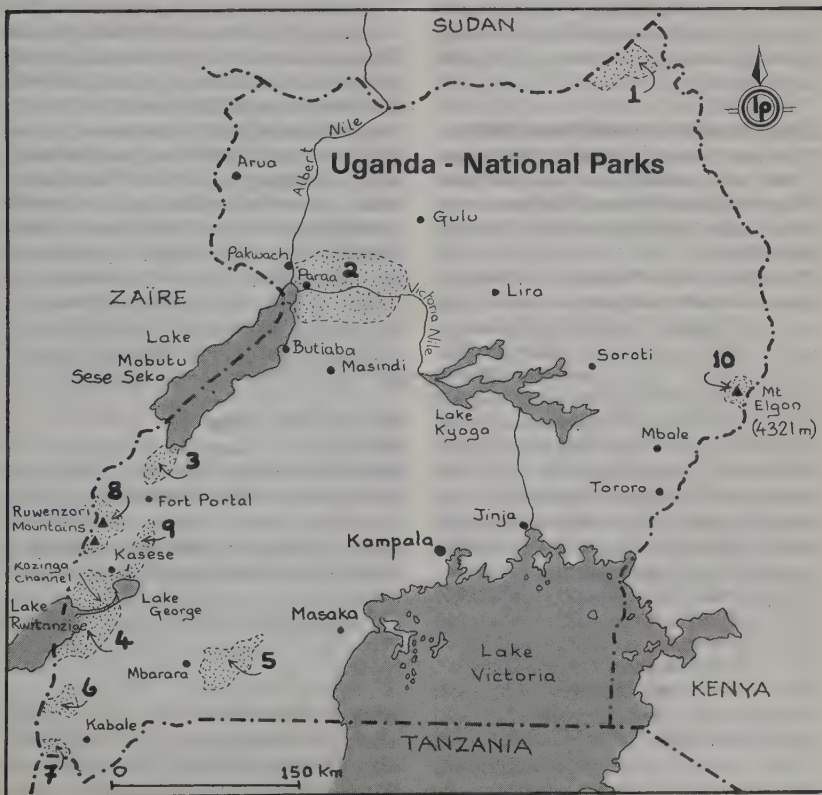 SUDAN
1
lp
Nile
Albert
Uganda - National Parks
Arua
Gulu
Pakwach
Paraa
2
Victoria Nile
Lira
ZAÏRE
Lake
Mobutu
Sese Seko
Butiaba
Masindi
Soroti
10
Mt
Elgon
(4321m)
Lake
Kyoga
Mbale
3
Tororo
8
Fort Portal
Ruwenzori
Mountains
9
Jinja
Kampala
Kasese
Kazinga
Channel
Lake
George
Lake
Rwitanzige
4
Masaka
5
Mbarara
Lake
Victoria
6
KENYA
Kabale
TANZANIA
7
0
150 km